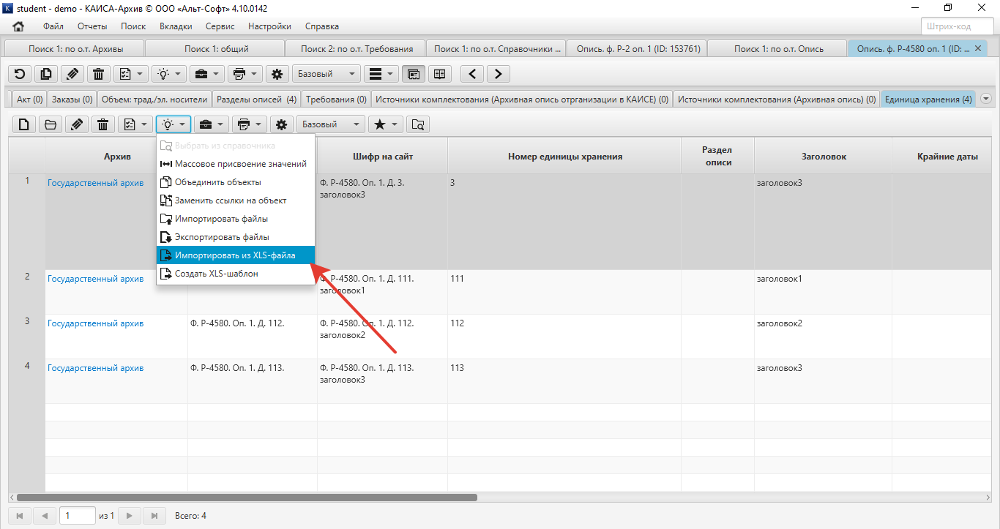 student - demo - КАИСА-Архив © ООО «Альт-Софт» 4.10.0142
Файл Отчеты Поиск Вкладки Сервис Настройки Справка Штрих-код
Поиск 1: по о.т. Архивы Поиск 1: общий Поиск 2: по о.т. Требования Поиск 1: по о.т. Справочники ... Опись. ф. Р-2 оп. 1 (ID: 153761) Поиск 1: по о.т. Опись Опись. ф. Р-4580 оп. 1 (ID: ...
Базовый
Акт (0) Заказы (0) Объем: трад./эл. носители Разделы описей (4) Требования (0) Источники комплектования (Архивная опись организации в КАИСЕ) (0) Источники комплектования (Архивная опись) (0) Единица хранения (4)
Базовый
Архив Шифр на сайт Номер единицы хранения Раздел описи Заголовок Крайние даты
Выбрать из справочника
Массовое присвоение значений
Объединить объекты
Заменить ссылки на объект
Импортировать файлы
Экспортировать файлы
Импортировать из XLS-файла
Создать XLS-шаблон
1 Государственный архив Ф. Р-4580. Оп. 1. Д. 3. 3 заголовок3
заголовок3
2 Государственный архив Ф. Р-4580. Оп. 1. Д. 111. 111 заголовок1
заголовок1
3 Государственный архив Ф. Р-4580. Оп. 1. Д. 112. Ф. Р-4580. Оп. 1. Д. 112. 112 заголовок2
заголовок2
4 Государственный архив Ф. Р-4580. Оп. 1. Д. 113. Ф. Р-4580. Оп. 1. Д. 113. 113 заголовок3
заголовок3
1 из 1 Всего: 4